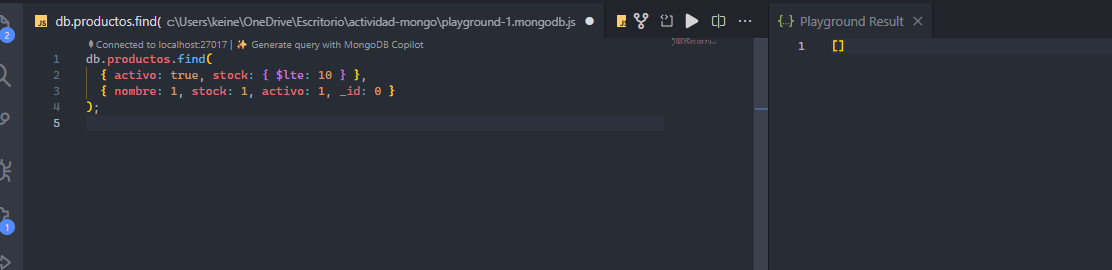 JS db.productos.find( c\Users\keine\OneDrive\Escritorio\actividad-mongo\playground-1.mongodb.js
{..} Playground Result
Connected to localhost:27017 | ✨ Generate query with MongoDB Copilot
1 db.productos.find(
2 { activo: true, stock: { $lte: 10 } },
3 { nombre: 1, stock: 1, activo: 1, _id: 0 }
4 );
5
1 []
2
1